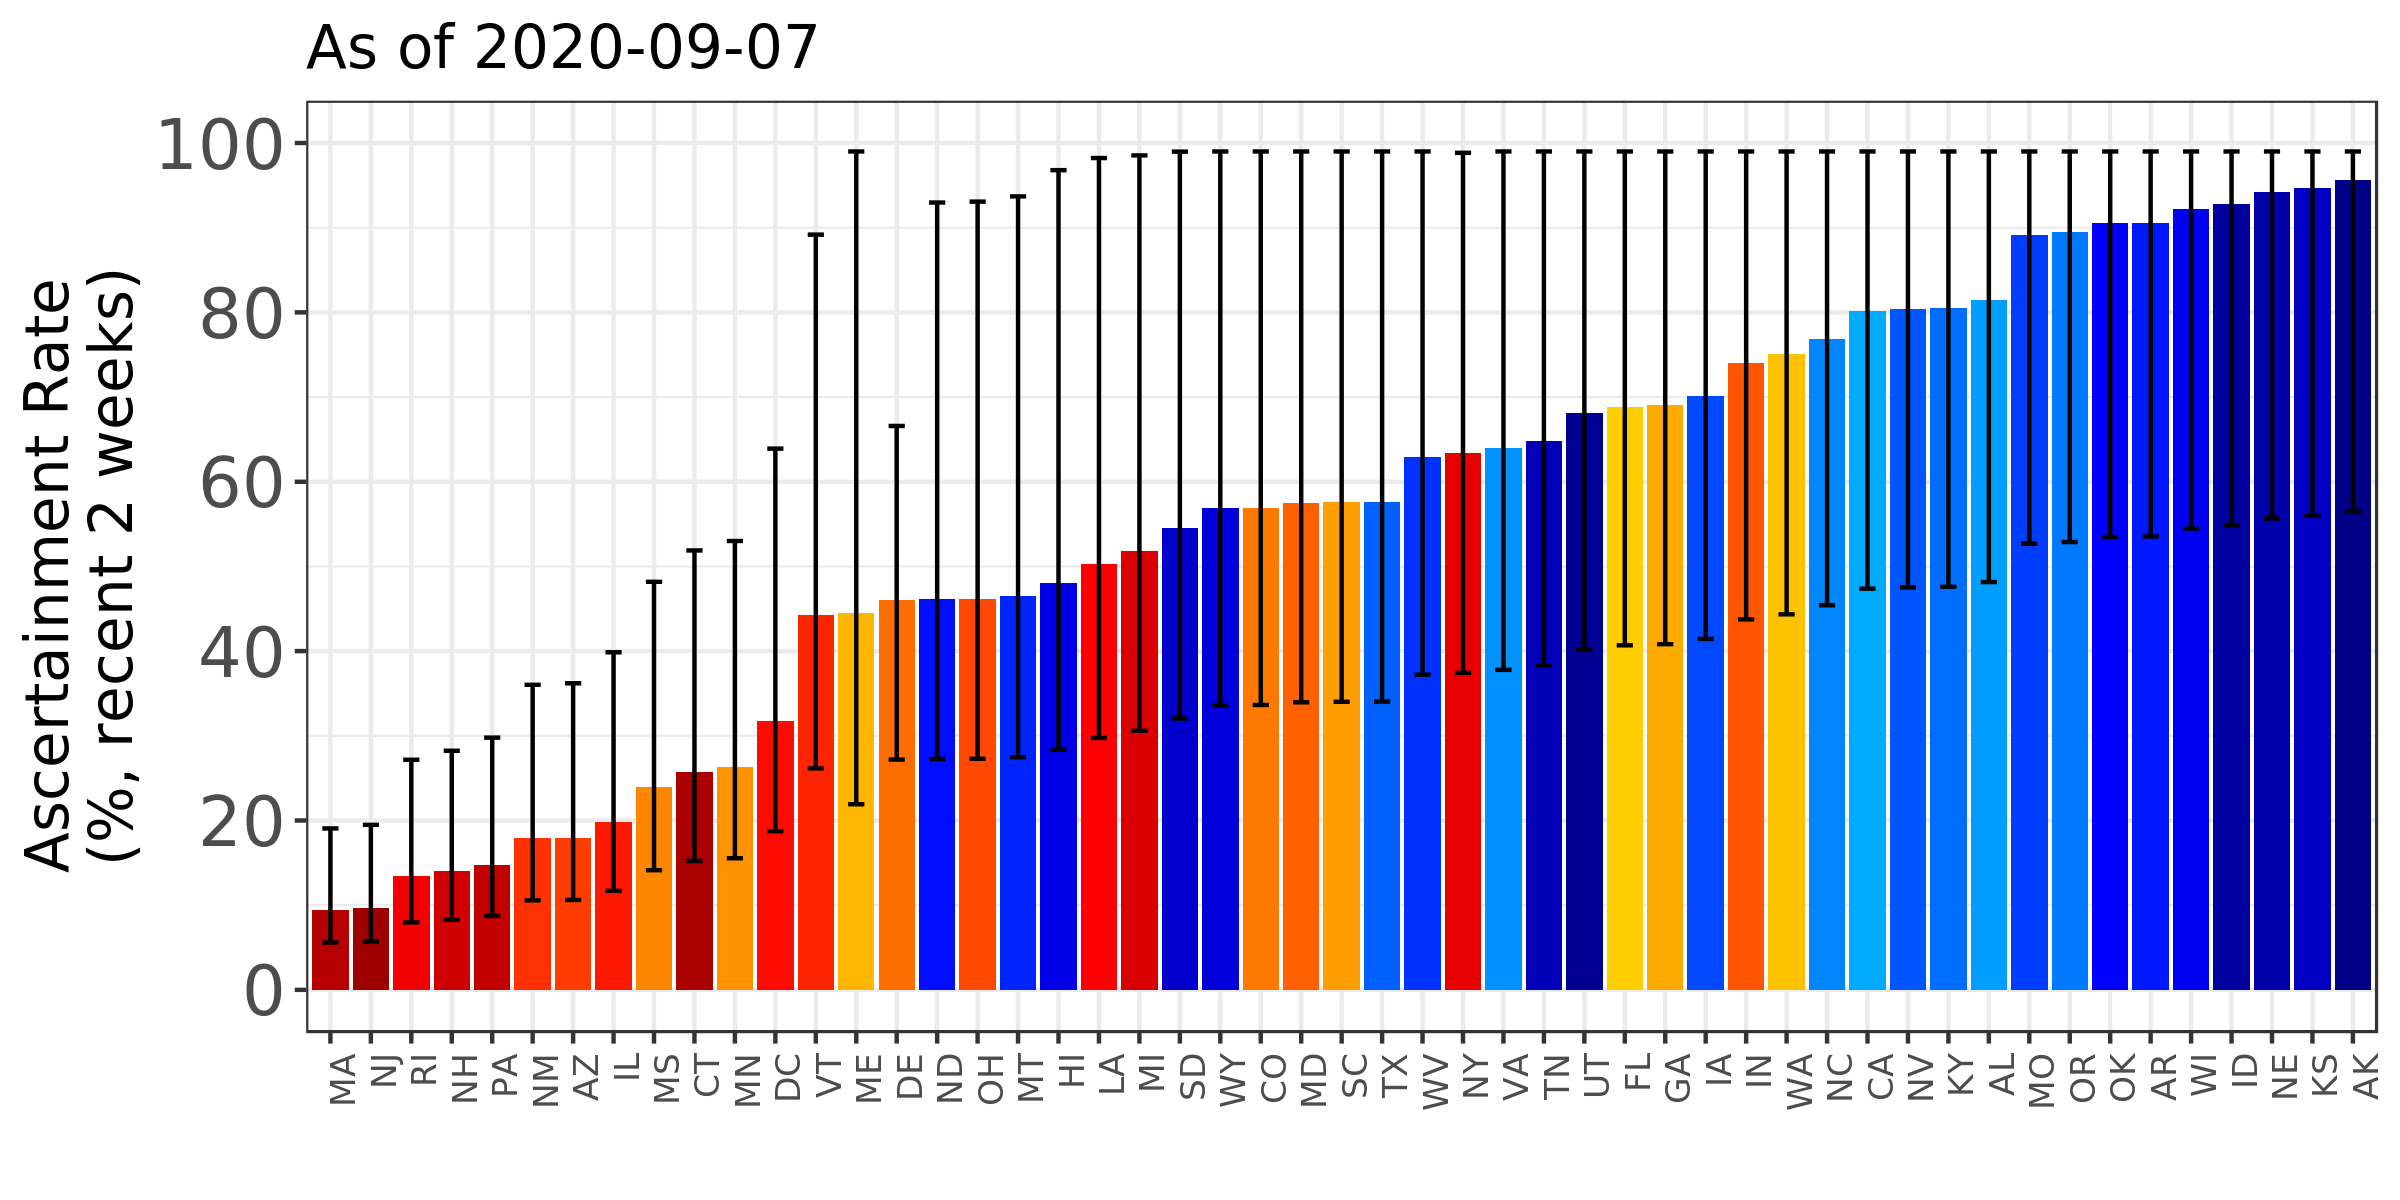 As of 2020-09-07
Ascertainment Rate
(%, recent 2 weeks)
100
80
60
40
20
0
MA
NJ
RI
NH
PA
NM
AZ
IL
MS
CT
MN
DC
VT
ME
DE
ND
OH
MT
HI
LA
MI
SD
WY
CO
MD
SC
TX
WV
NY
VA
TN
UT
FL
GA
IA
IN
WA
NC
CA
NV
KY
AL
MO
OR
OK
AR
WI
ID
NE
KS
AK